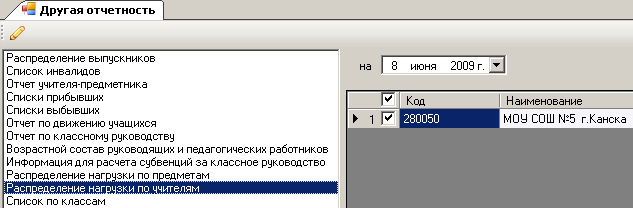 Другая отчетность
Распределение выпускников
Список инвалидов
Отчет учителя-предметника
Списки прибывших
Списки выбывших
Отчет по движению учащихся
Отчет по классному руководству
Возрастной состав руководящих и педагогических работников
Информация для расчета субвенций за классное руководство
Распределение нагрузки по предметам
Распределение нагрузки по учителям
Список по классам
на 8 июня 2009 г.
Код Наименование
1 280050 МОУ СОШ №5 г.Канска